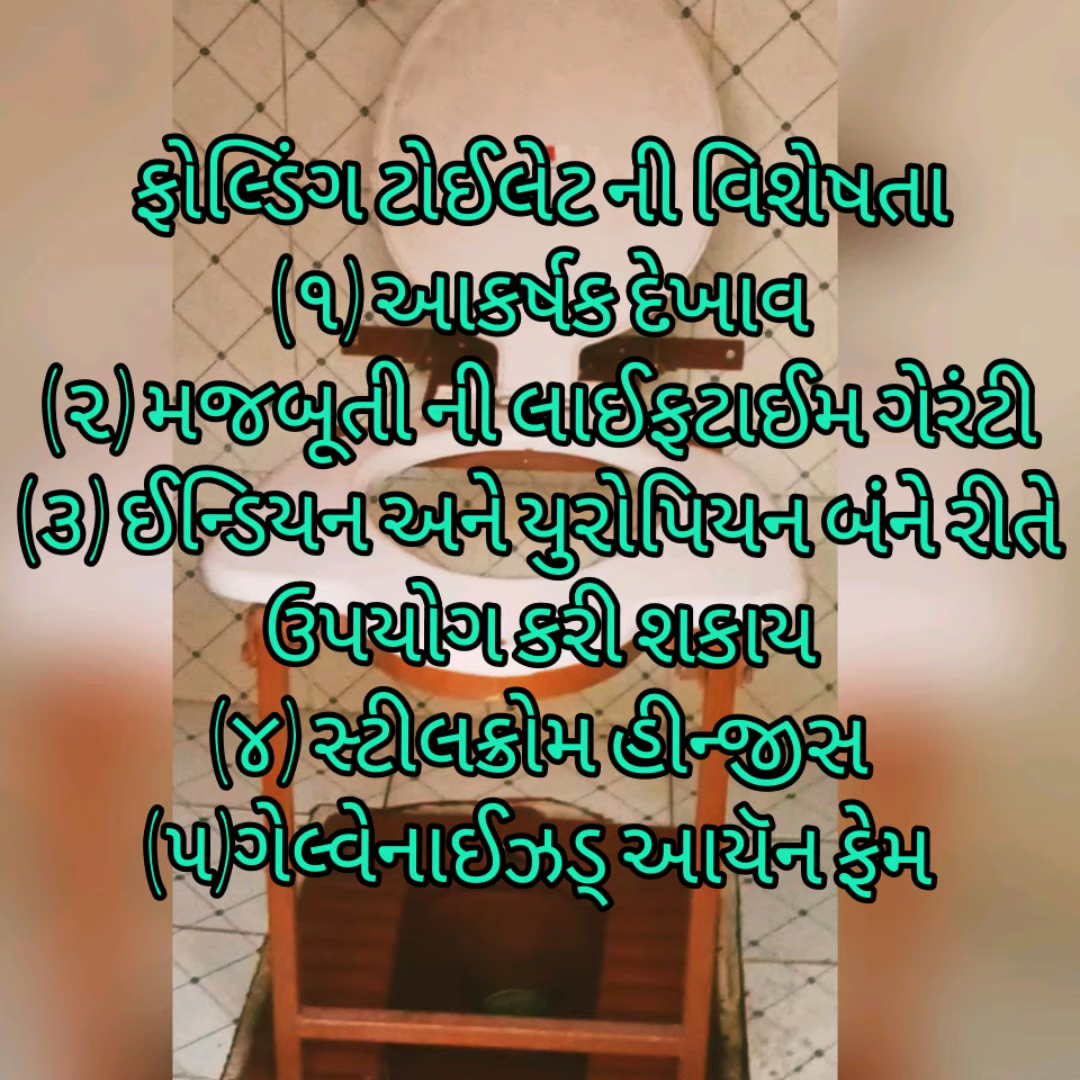 ફોલ્ડિંગ ટોઈલેટ ની વિશેષતા
(૧) આકર્ષક દેખાવ
(૨) મજબૂતી ની લાઈફટાઈમ ગેરંટી
(૩) ઈન્ડિયન અને યુરોપિયન બંને રીતે
ઉપયોગ કરી શકાય
(૪) સ્ટીલક્રોમ હીન્જીસ
(૫)ગેલ્વેનાઈઝડ્ આયૅન ફ્રેમ